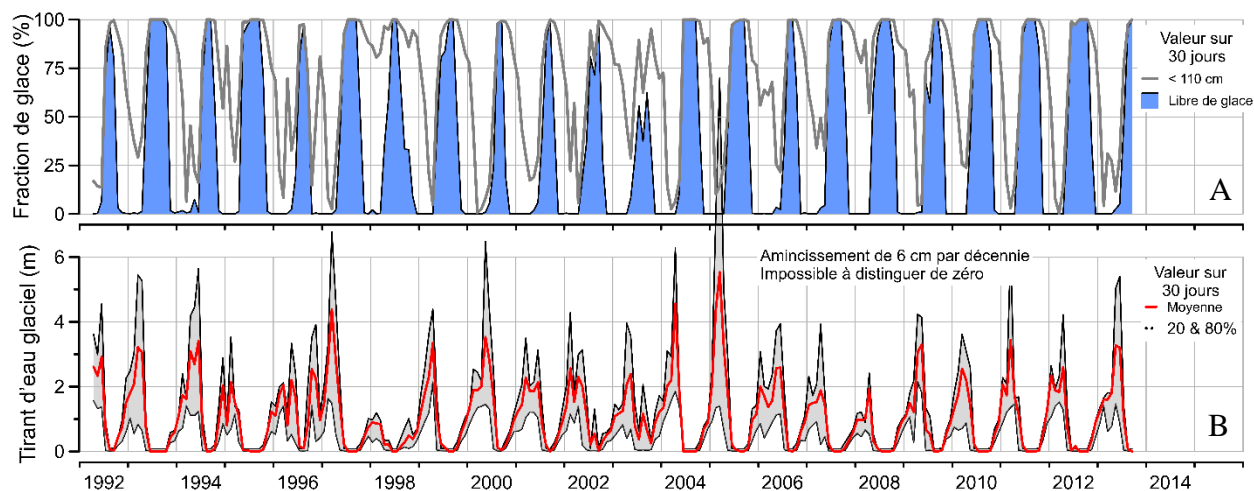 Fraction de glace (%)
100
75
50
25
0
Valeur sur
30 jours
< 110 cm
Libre de glace
A
Tirant d'eau glaciel (m)
6
4
2
0
Amincissement de 6 cm par décennie
Impossible à distinguer de zéro
Valeur sur
30 jours
Moyenne
20 & 80%
B
1992 1994 1996 1998 2000 2002 2004 2006 2008 2010 2012 2014